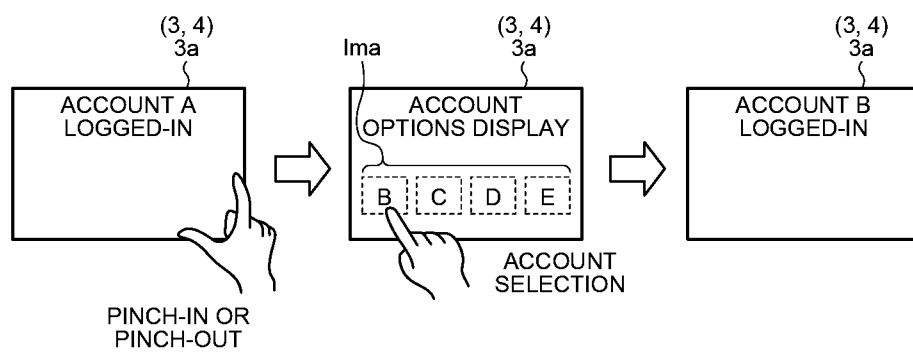 (3, 4)
3a
Ima
(3, 4)
3a
(3, 4)
3a
ACCOUNT A
LOGGED-IN
ACCOUNT
OPTIONS DISPLAY
ACCOUNT B
LOGGED-IN
B C D E
ACCOUNT
SELECTION
PINCH-IN OR
PINCH-OUT